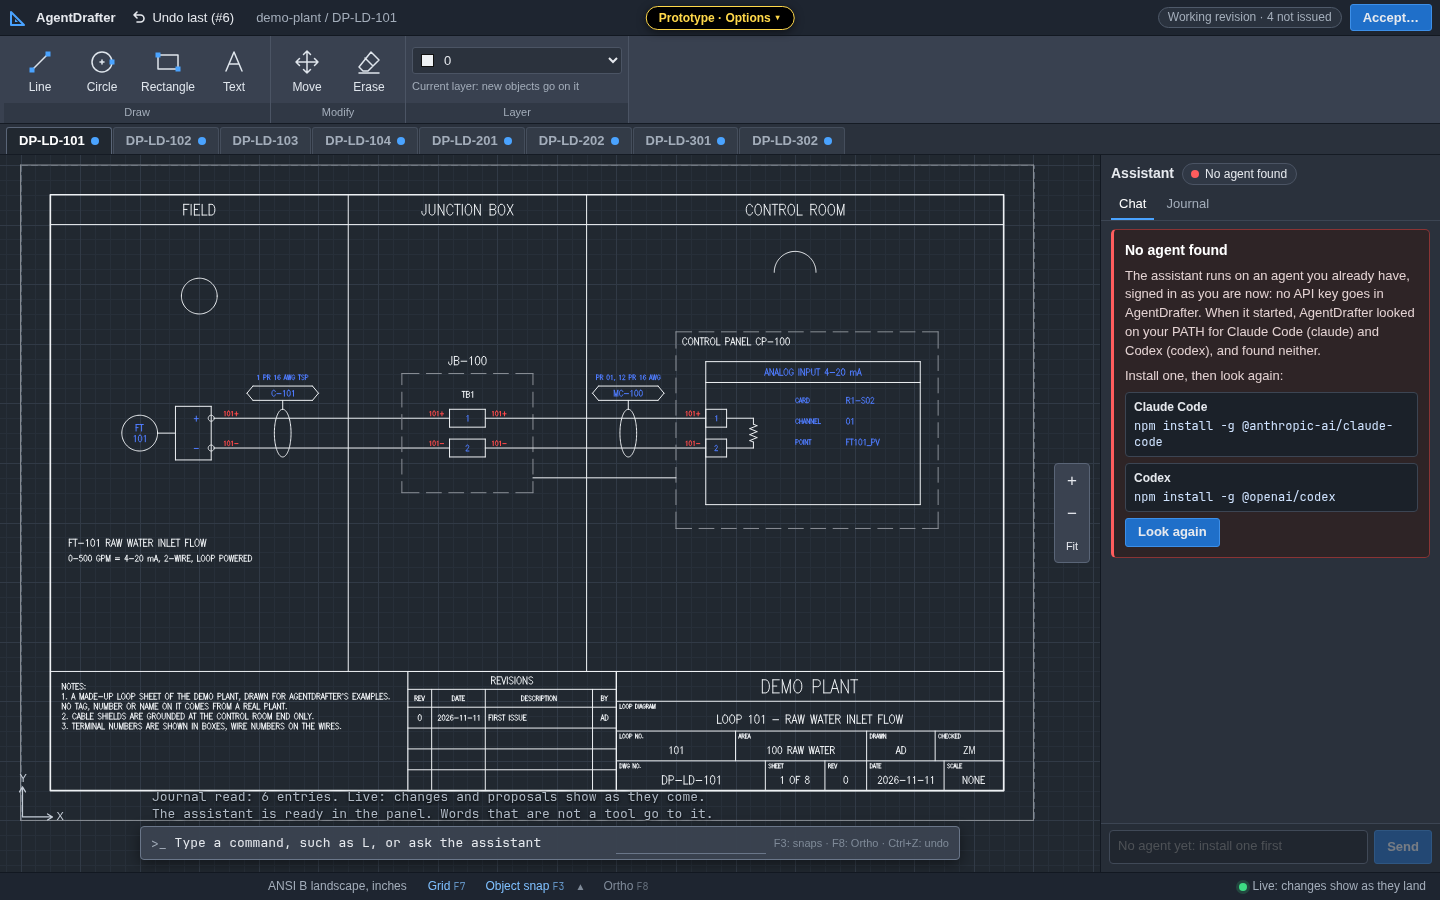 AgentDrafter
Undo last (#6)
demo-plant / DP-LD-101
Prototype · Options ▾
Working revision · 4 not issued
Accept…
Line
Circle
Rectangle
Text
Move
Erase
0
Current layer: new objects go on it
Draw
Modify
Layer
DP-LD-101
DP-LD-102
DP-LD-103
DP-LD-104
DP-LD-201
DP-LD-202
DP-LD-301
DP-LD-302
FIELD
JUNCTION BOX
CONTROL ROOM
JB-100
CONTROL PANEL CP-100
1 PR 16 AWG TSP
C-101
TB1
PR 01, 12 PR 16 AWG
MC-100
ANALOG INPUT 4-20 mA
CARD R1-S02
CHANNEL 01
POINT FT101_PV
FT
101
+
−
101+
101-
101+
101-
1
2
101+
101-
101+
101-
1
2
FT-101 RAW WATER INLET FLOW
0-500 GPM = 4-20 mA, 2-WIRE, LOOP POWERED
NOTES:
1. A MADE-UP LOOP SHEET OF THE DEMO PLANT, DRAWN FOR AGENTDRAFTER'S EXAMPLES.
NO TAG, NUMBER OR NAME ON IT COMES FROM A REAL PLANT.
2. CABLE SHIELDS ARE GROUNDED AT THE CONTROL ROOM END ONLY.
3. TERMINAL NUMBERS ARE SHOWN IN BOXES, WIRE NUMBERS ON THE WIRES.
REVISIONS
REV DATE DESCRIPTION BY
0 2026-11-11 FIRST ISSUE AD
DEMO PLANT
LOOP DIAGRAM
LOOP 101 - RAW WATER INLET FLOW
LOOP NO. AREA DRAWN CHECKED
101 100 RAW WATER AD ZM
DWG NO. SHEET REV DATE SCALE
DP-LD-101 1 OF 8 0 2026-11-11 NONE
Y
X
Journal read: 6 entries. Live: changes and proposals show as they come.
The assistant is ready in the panel. Words that are not a tool go to it.
>_ Type a command, such as L, or ask the assistant
F3: snaps · F8: Ortho · Ctrl+Z: undo
+
−
Fit
Assistant
No agent found
Chat
Journal
No agent found
The assistant runs on an agent you already have,
signed in as you are now: no API key goes in
AgentDrafter. When it started, AgentDrafter looked
on your PATH for Claude Code (claude) and
Codex (codex), and found neither.
Install one, then look again:
Claude Code
npm install -g @anthropic-ai/claude-
code
Codex
npm install -g @openai/codex
Look again
No agent yet: install one first
Send
ANSI B landscape, inches
Grid F7
Object snap F3
▲
Ortho F8
Live: changes show as they land